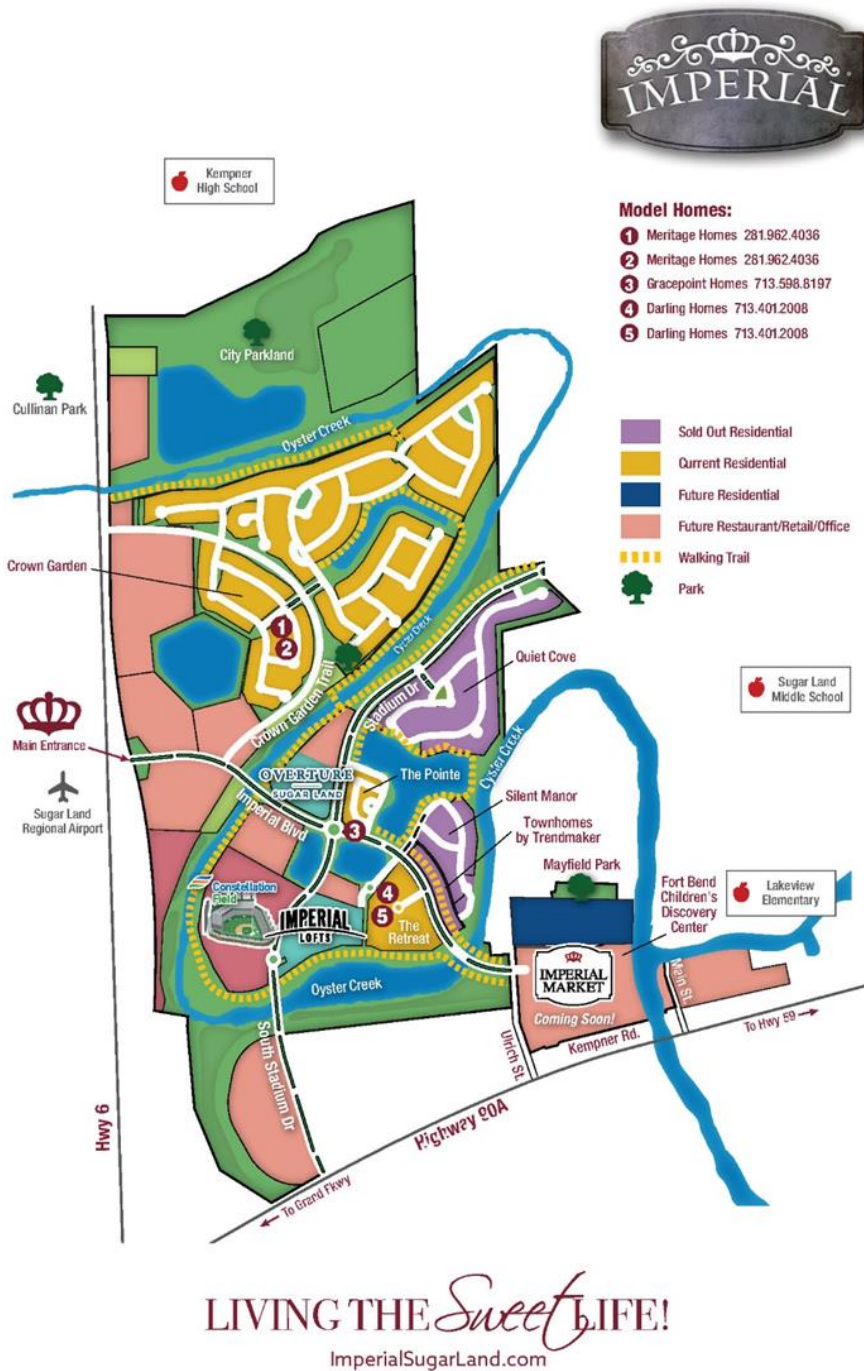 IMPERIAL
Kempner
High School
Model Homes:
1 Meritage Homes 281.962.4036
2 Meritage Homes 281.962.4036
3 Gracepoint Homes 713.598.8197
4 Darling Homes 713.401.2008
5 Darling Homes 713.401.2008
City Parkland
Cullinan Park
Oyster Creek
Sold Out Residential
Current Residential
Future Residential
Future Restaurant/Retail/Office
Walking Trail
Park
Crown Garden
1
2
Oyster Creek
Quiet Cove
Stadium Dr
Crown Garden Trail
Sugar Land
Middle School
Main Entrance
Oyster Creek
OVERTURE
SUGAR LAND
The Pointe
Imperial Blvd
Sugar Land
Regional Airport
3
Silent Manor
Townhomes
by Trendmaker
Mayfield Park
Fort Bend
Children's
Discovery
Center
Lakeview
Elementary
Constellation
Field
IMPERIAL
LOFTS
4
5
The
Retreat
IMPERIAL
MARKET
Coming Soon!
Oyster Creek
Main St.
Ulrich St.
Kempner Rd.
To Hwy 59
South Stadium Dr
Hwy 6
Highway 90A
To Grand Pkwy
LIVING THE Sweet LIFE!
ImperialSugarLand.com